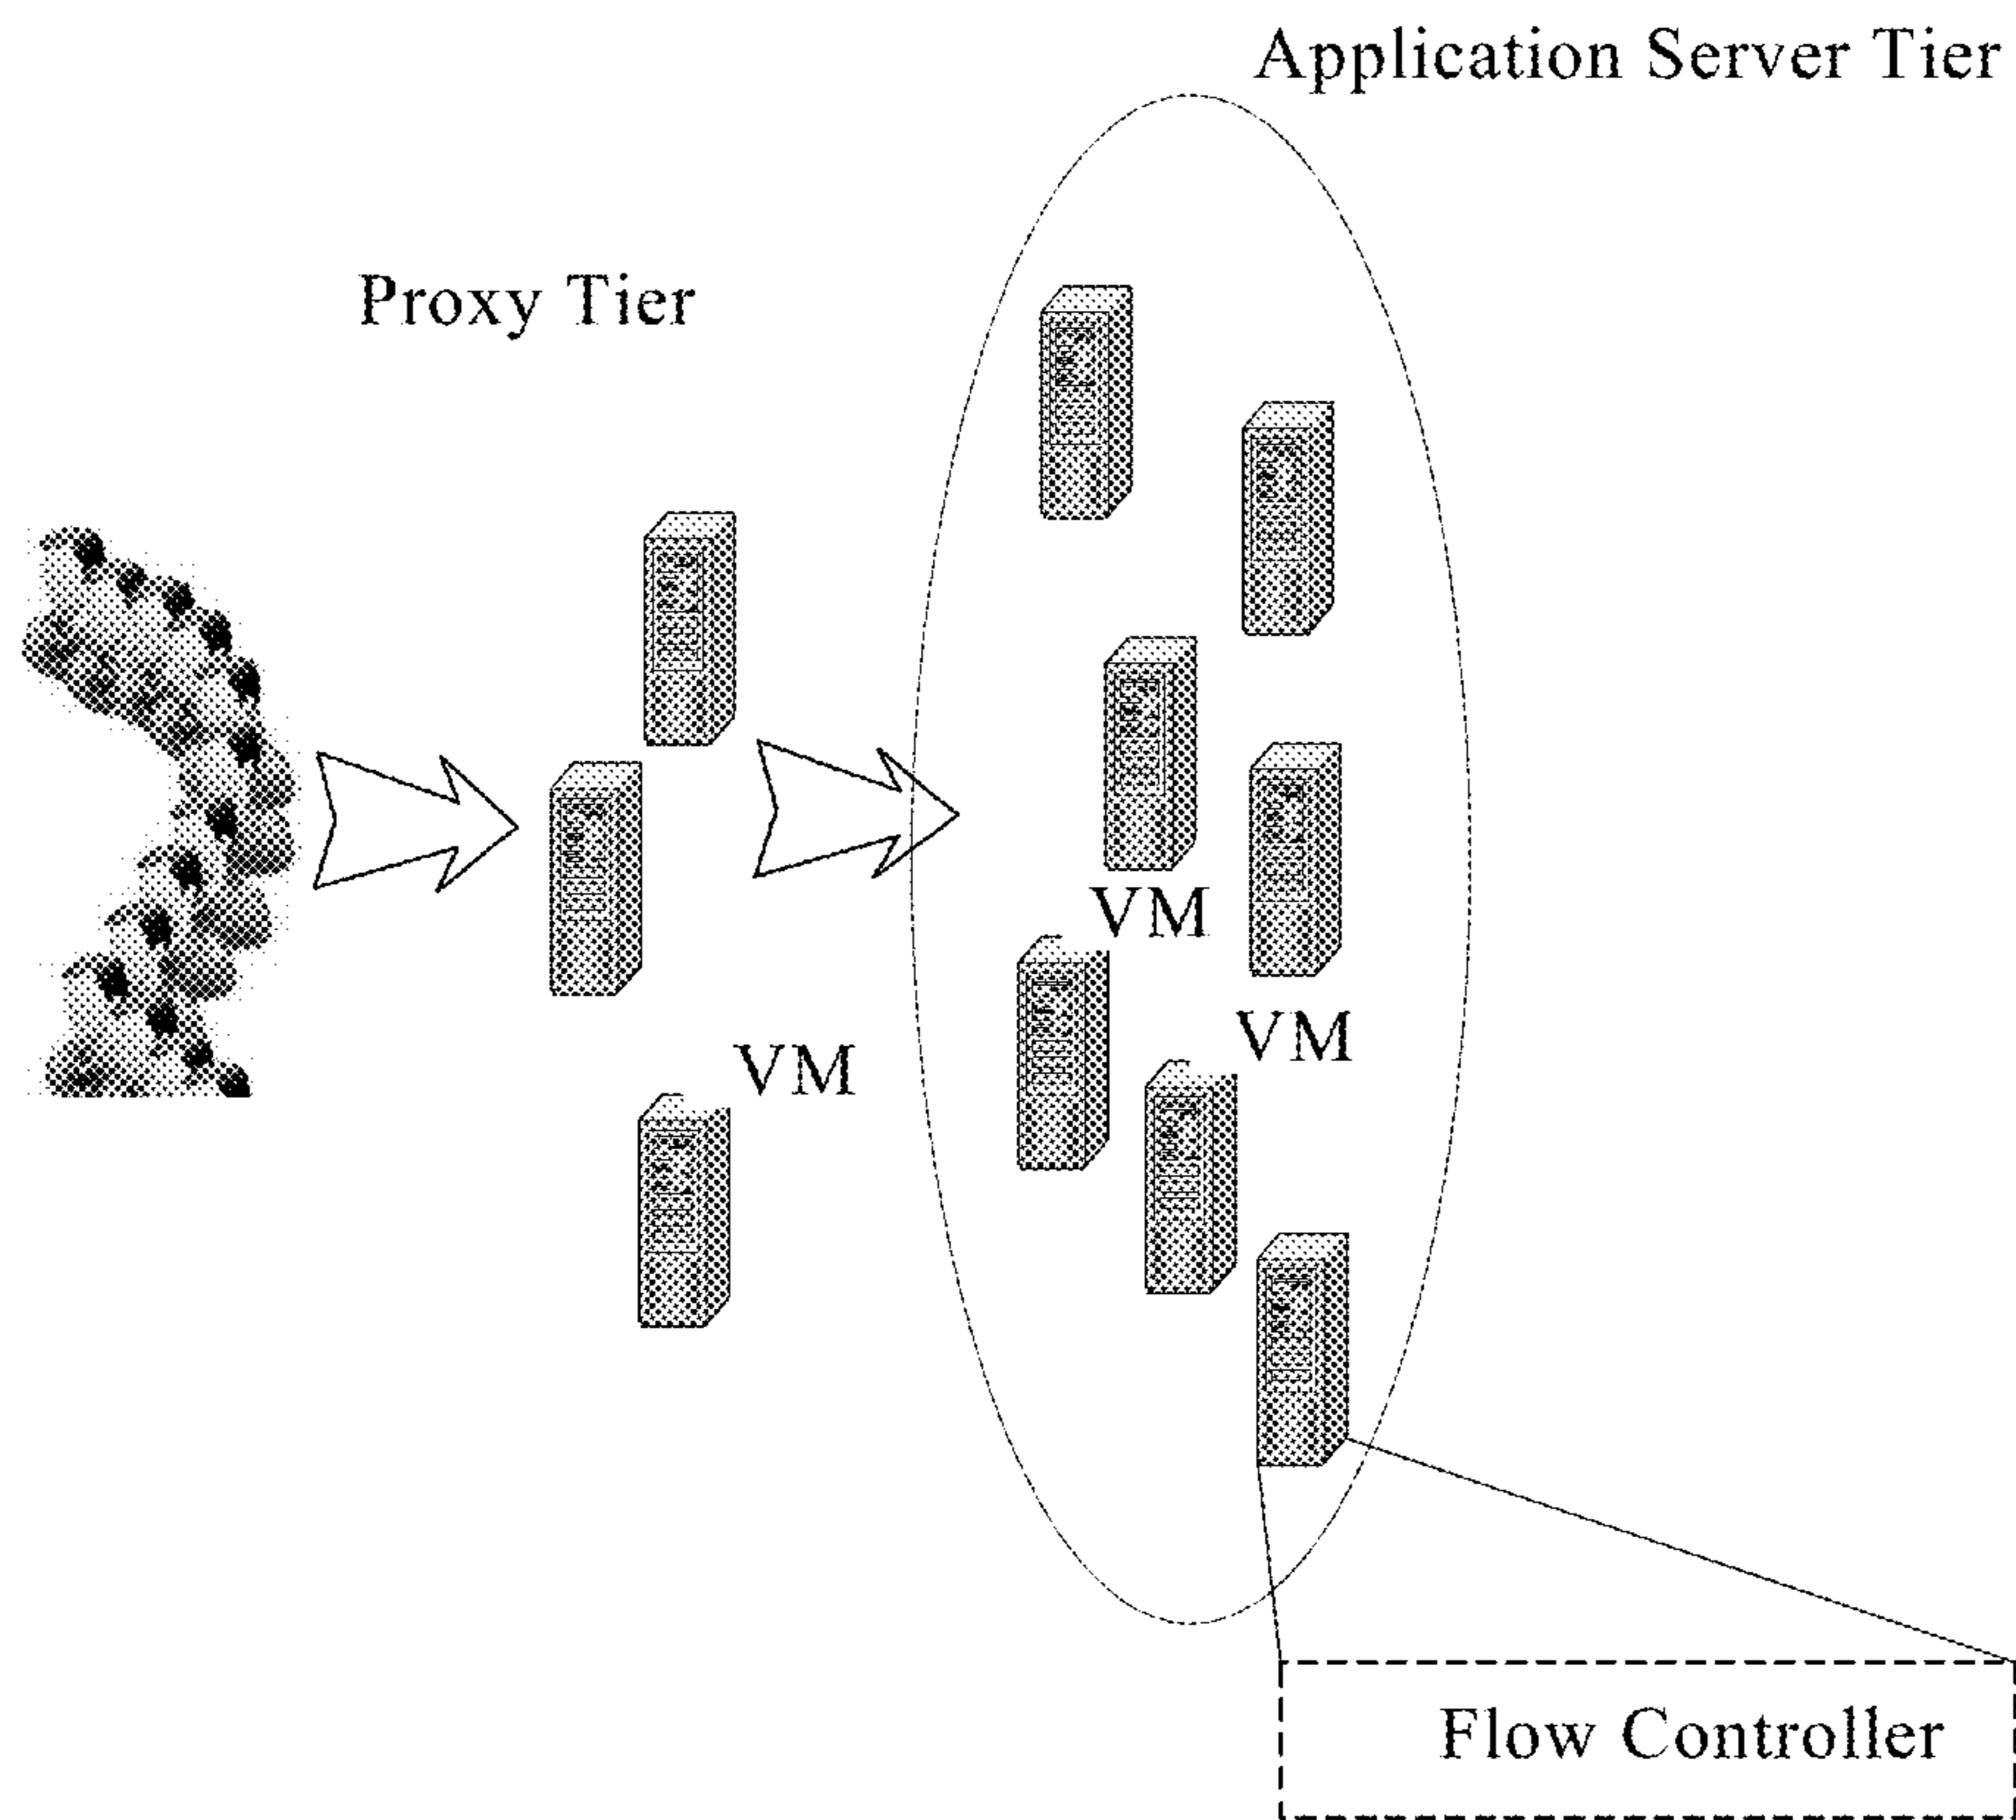 Application Server Tier
Proxy Tier
VM
VM
VM
Flow Controller